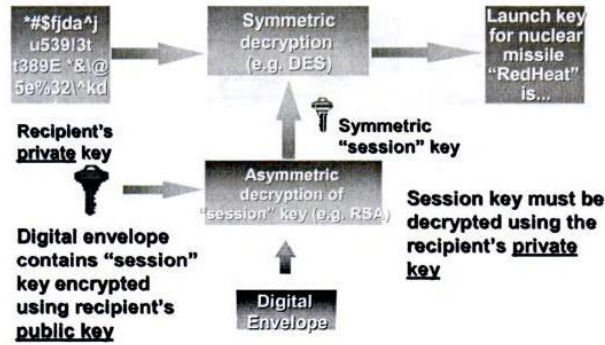 *#$fjda^j
u539l3t
t389E *&\@
5e%32\^kd
Symmetric
decryption
(e.g. DES)
Launch key
for nuclear
missile
“RedHeat”
is...
Recipient's
private key
Symmetric
“session” key
Asymmetric
decryption of
“session” key (e.g. RSA)
Session key must be
decrypted using the
recipient's private
key
Digital envelope
contains “session”
key encrypted
using recipient's
public key
Digital
Envelope